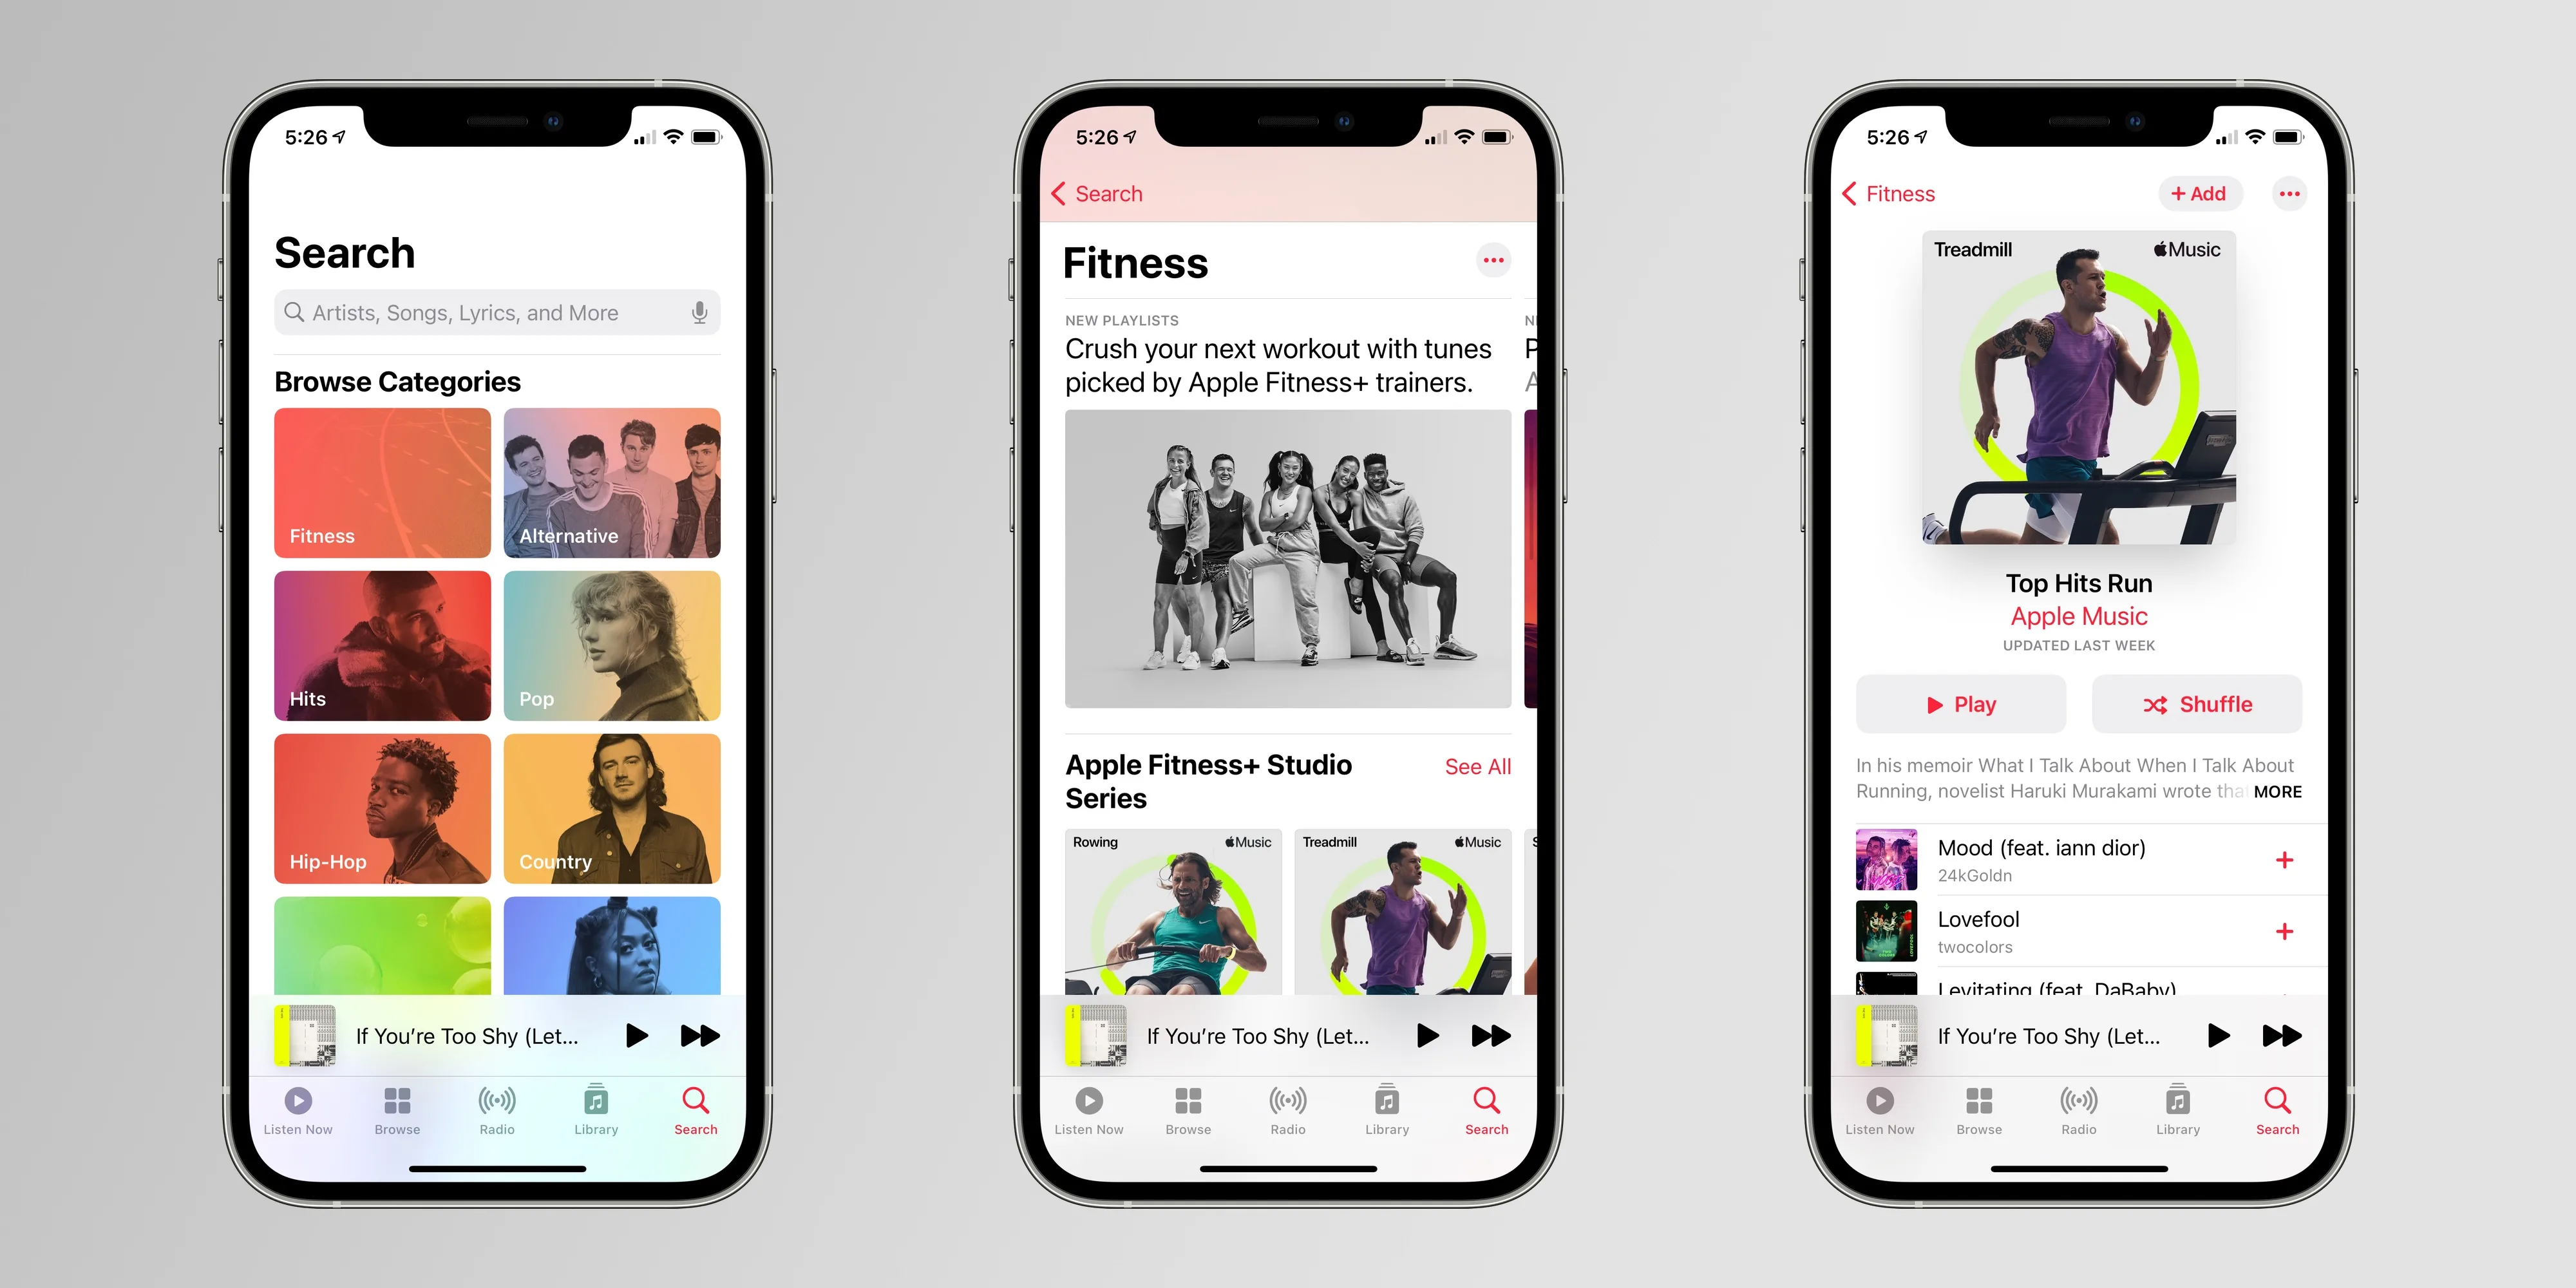 5:26
Search
Artists, Songs, Lyrics, and More
Browse Categories
Fitness
Alternative
Hits
Pop
Hip-Hop
Country
If You're Too Shy (Let...
Listen Now
Browse
Radio
Library
Search
5:26
Search
Fitness
NEW PLAYLISTS
Crush your next workout with tunes
picked by Apple Fitness+ trainers.
Apple Fitness+ Studio
Series
See All
Rowing
Music
Treadmill
Music
If You're Too Shy (Let...
Listen Now
Browse
Radio
Library
Search
5:26
Fitness
+ Add
Treadmill
Music
Top Hits Run
Apple Music
UPDATED LAST WEEK
Play
Shuffle
In his memoir What I Talk About When I Talk About
Running, novelist Haruki Murakami wrote that MORE
Mood (feat. iann dior)
24kGoldn
Lovefool
twocolors
Levitating (feat. DaBaby)
If You're Too Shy (Let...
Listen Now
Browse
Radio
Library
Search